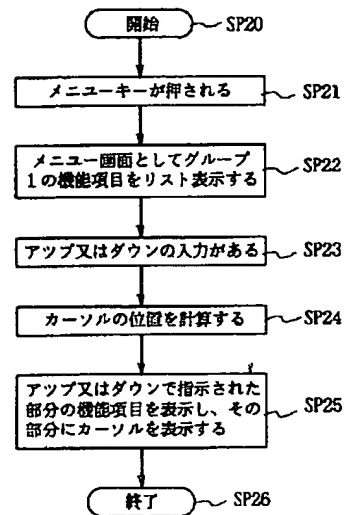 開始 SP20
メニューキーが押される SP21
メニュー画面としてグループ
1の機能項目をリスト表示する SP22
アップ又はダウンの入力がある SP23
カーソルの位置を計算する SP24
アップ又はダウンで指示された
部分の機能項目を表示し、その
部分にカーソルを表示する SP25
終了 SP26